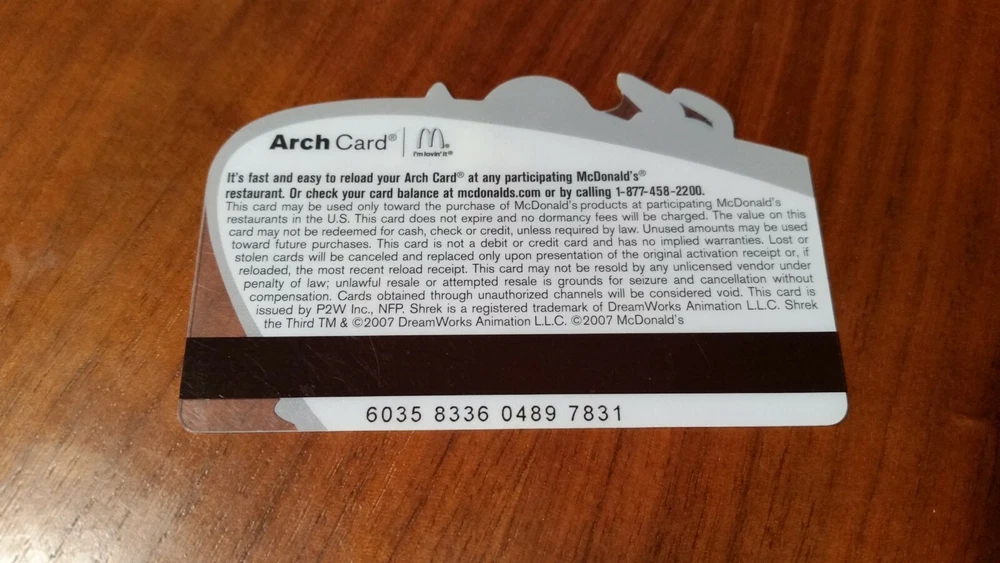 Arch Card® | M®
i'm lovin' it®
It's fast and easy to reload your Arch Card® at any participating McDonald's®
restaurant. Or check your card balance at mcdonalds.com or by calling 1-877-458-2200.
This card may be used only toward the purchase of McDonald's products at participating McDonald's
restaurants in the U.S. This card does not expire and no dormancy fees will be charged. The value on this
card may not be redeemed for cash, check or credit, unless required by law. Unused amounts may be used
toward future purchases. This card is not a debit or credit card and has no implied warranties. Lost or
stolen cards will be canceled and replaced only upon presentation of the original activation receipt or, if
reloaded, the most recent reload receipt. This card may not be resold by any unlicensed vendor under
penalty of law; unlawful resale or attempted resale is grounds for seizure and cancellation without
compensation. Cards obtained through unauthorized channels will be considered void. This card is
issued by P2W Inc., NFP. Shrek is a registered trademark of DreamWorks Animation L.L.C. Shrek
the Third TM & ©2007 DreamWorks Animation L.L.C. ©2007 McDonald's
6035 8336 0489 7831